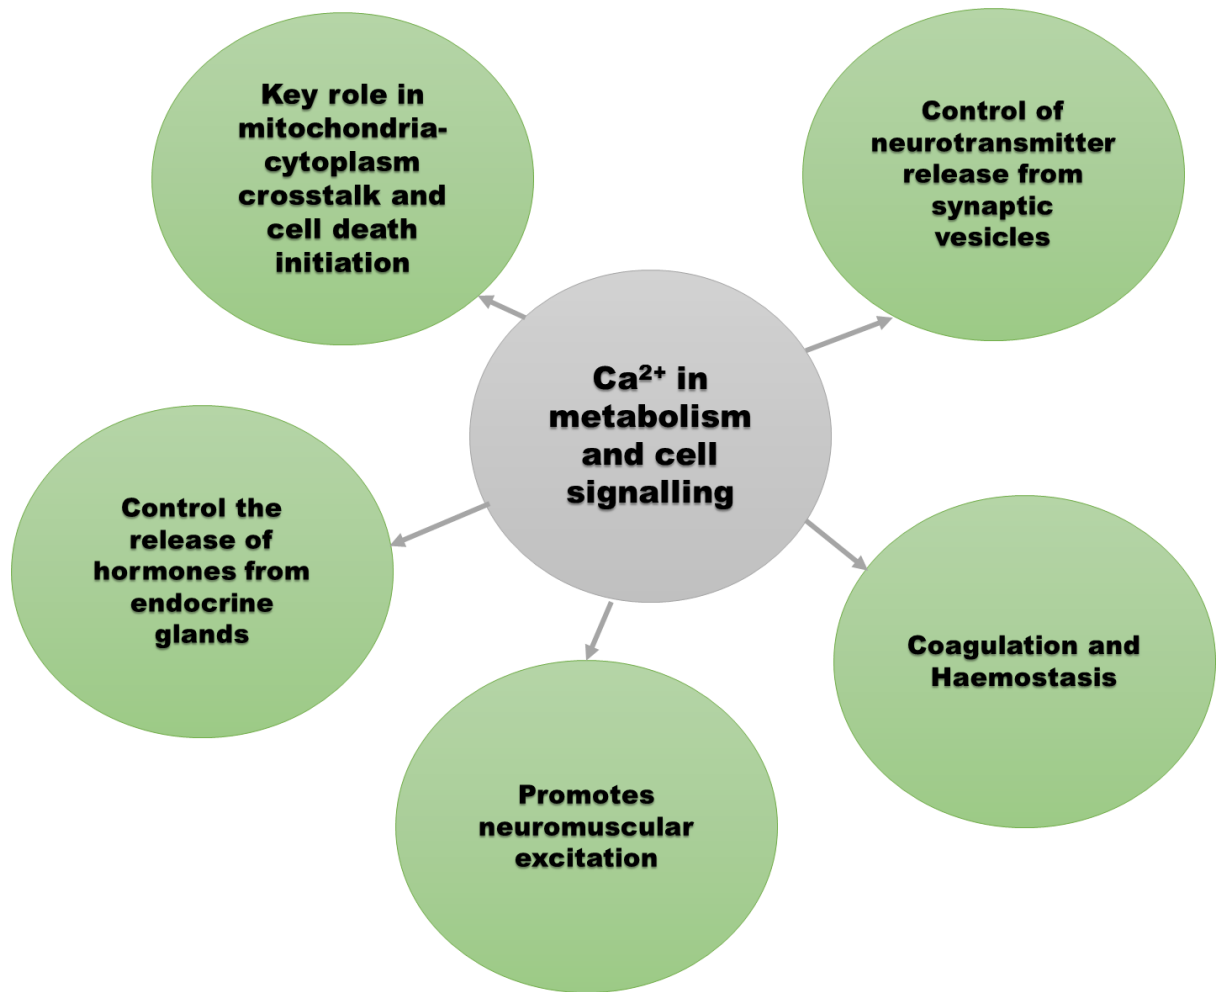 Key role in
mitochondria-
cytoplasm
crosstalk and
cell death
initiation
Control of
neurotransmitter
release from
synaptic
vesicles
Ca²⁺ in
metabolism
and cell
signalling
Control the
release of
hormones from
endocrine
glands
Coagulation and
Haemostasis
Promotes
neuromuscular
excitation